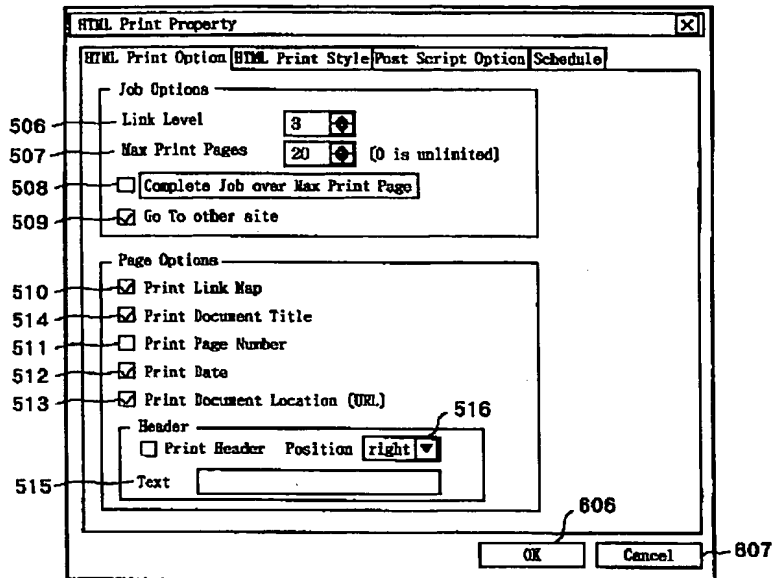 HTML Print Property
HTML Print Option HTML Print Style Post Script Option Schedule
Job Options
506 Link Level 3
507 Max Print Pages 20 [0 is unlimited]
508 Complete Job over Max Print Page
509 Go To other site
Page Options
510 Print Link Map
514 Print Document Title
511 Print Page Number
512 Print Date
513 Print Document Location (URL)
516
Header
Print Header Position right
515 Text
606
OK Cancel 607